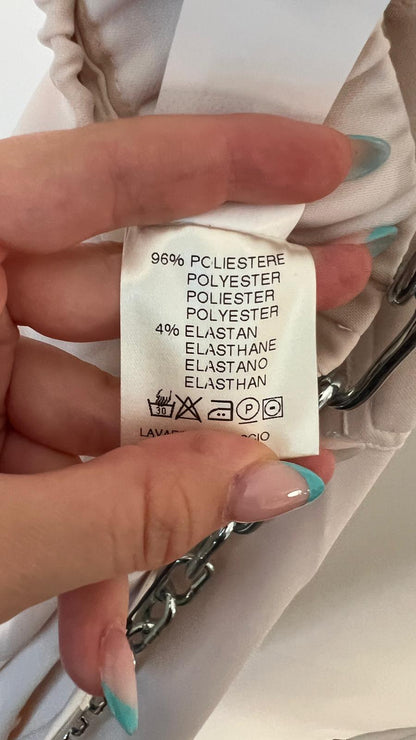 96% POLIESTERE
POLYESTER
POLIESTER
POLYESTER
4% ELASTAN
ELASTHANE
ELASTANO
ELASTHAN
30 P